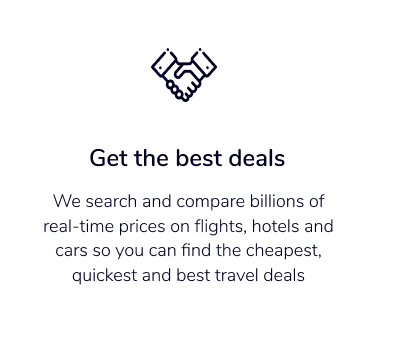 Get the best deals
We search and compare billions of
real-time prices on flights, hotels and
cars so you can find the cheapest,
quickest and best travel deals